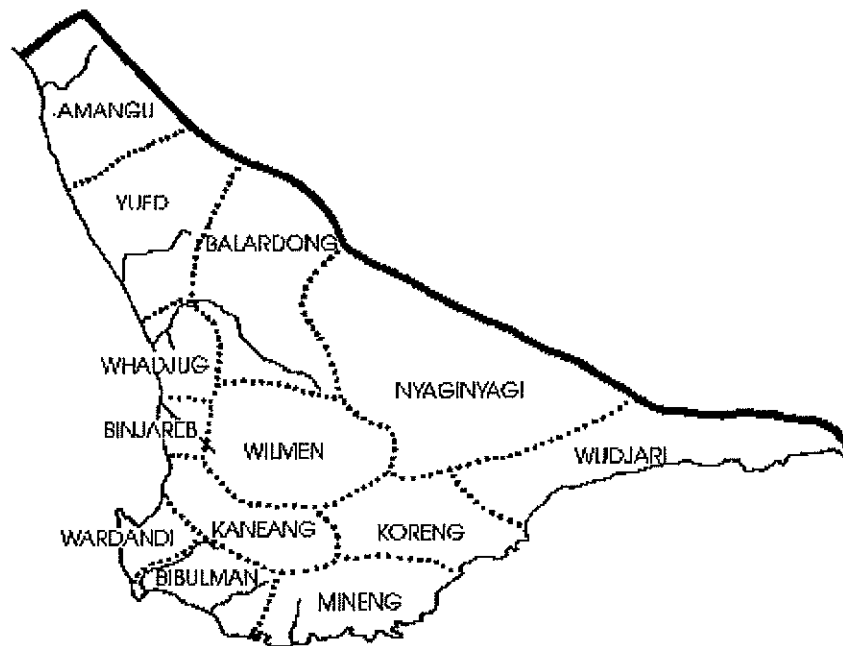 AMANGU
YUED
BALARDONG
WHADJUG
NYAGINYAGI
BINJAREB
WILMEN
WUDJARI
WARDANDI
KANEANG
KORENG
BIBULMAN
MINENG